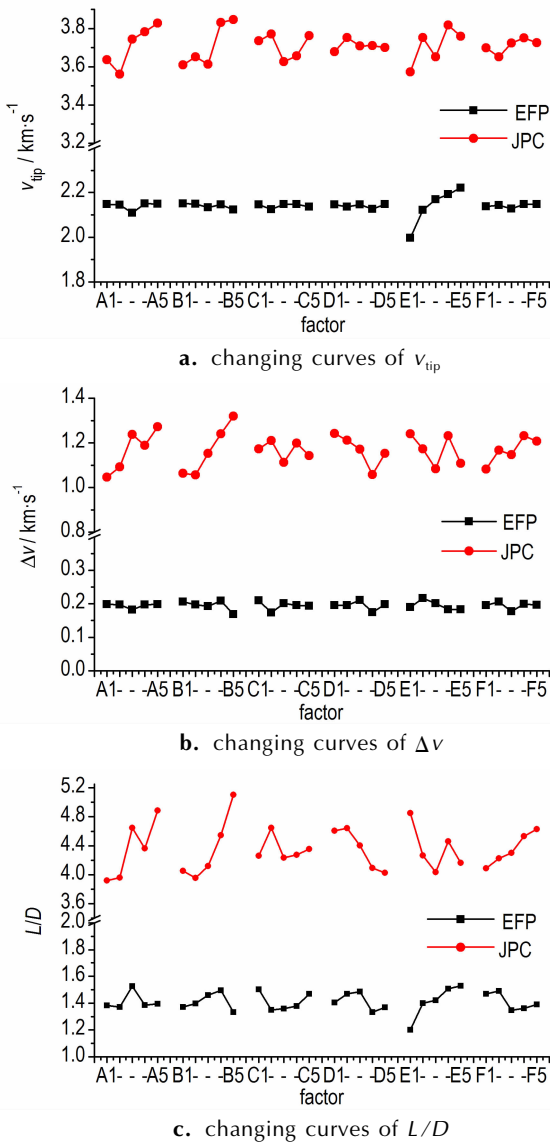 3.8
3.6
3.4
3.2
2.2
2.0
1.8
v_tip / km·s⁻¹
EFP
JPC
A1- - -A5 B1- - -B5 C1- - -C5 D1- - -D5 E1- - -E5 F1- - -F5
factor
a. changing curves of v_tip
1.4
1.2
1.0
0.8
0.3
0.2
0.1
0.0
Δv / km·s⁻¹
EFP
JPC
A1- - -A5 B1- - -B5 C1- - -C5 D1- - -D5 E1- - -E5 F1- - -F5
factor
b. changing curves of Δv
5.2
4.8
4.4
4.0
3.6
2.0
1.8
1.6
1.4
1.2
1.0
L/D
EFP
JPC
A1- - -A5 B1- - -B5 C1- - -C5 D1- - -D5 E1- - -E5 F1- - -F5
factor
c. changing curves of L/D